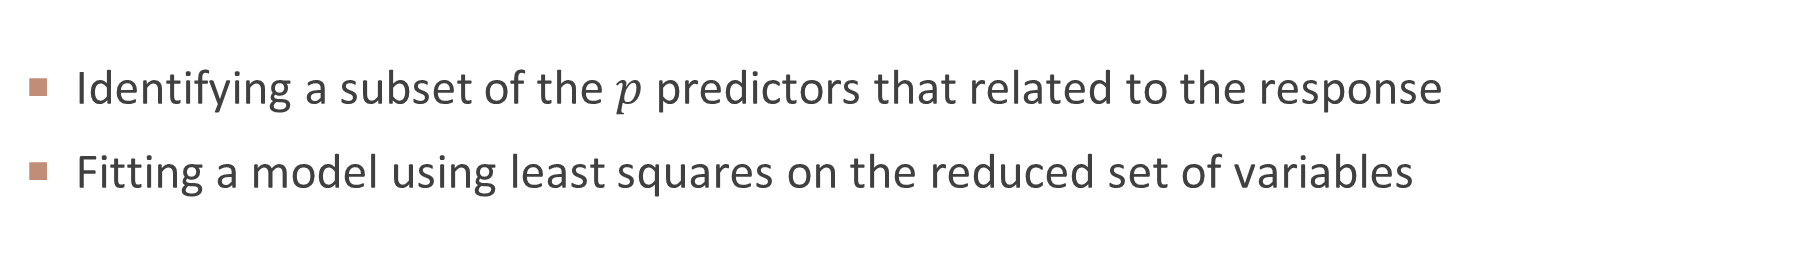 Identifying a subset of the p predictors that related to the response
Fitting a model using least squares on the reduced set of variables